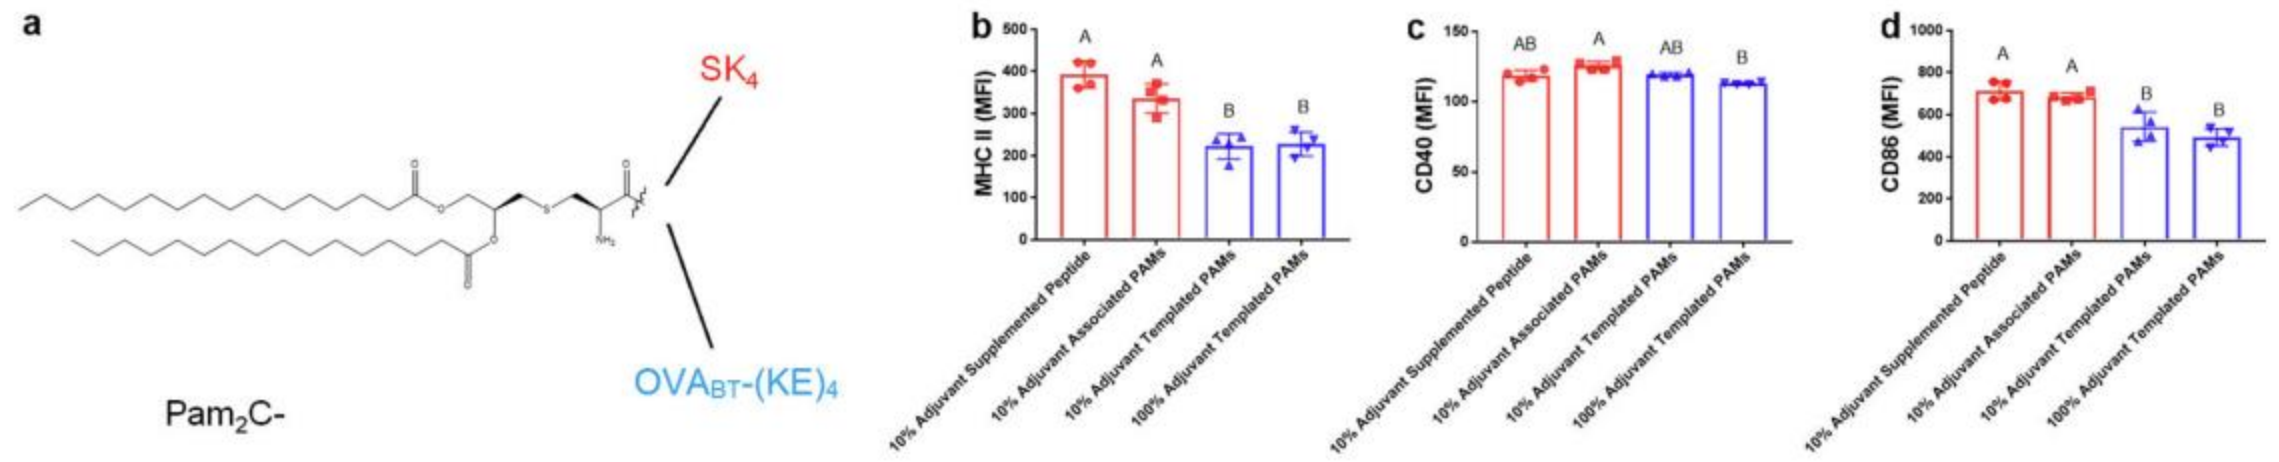 a
SK4
O
O
O
S
O
NH2
O
OVABT-(KE)4
Pam2C-
b
MHC II (MFI)
500
400
300
200
100
0
A
A
B
B
10% Adjuvant Supplemented Peptide
10% Adjuvant Associated PAMs
10% Adjuvant Templated PAMs
100% Adjuvant Templated PAMs
c
CD40 (MFI)
150
100
50
0
AB
A
AB
B
10% Adjuvant Supplemented Peptide
10% Adjuvant Associated PAMs
10% Adjuvant Templated PAMs
100% Adjuvant Templated PAMs
d
CD86 (MFI)
1000
800
600
400
200
0
A
A
B
B
10% Adjuvant Supplemented Peptide
10% Adjuvant Associated PAMs
10% Adjuvant Templated PAMs
100% Adjuvant Templated PAMs